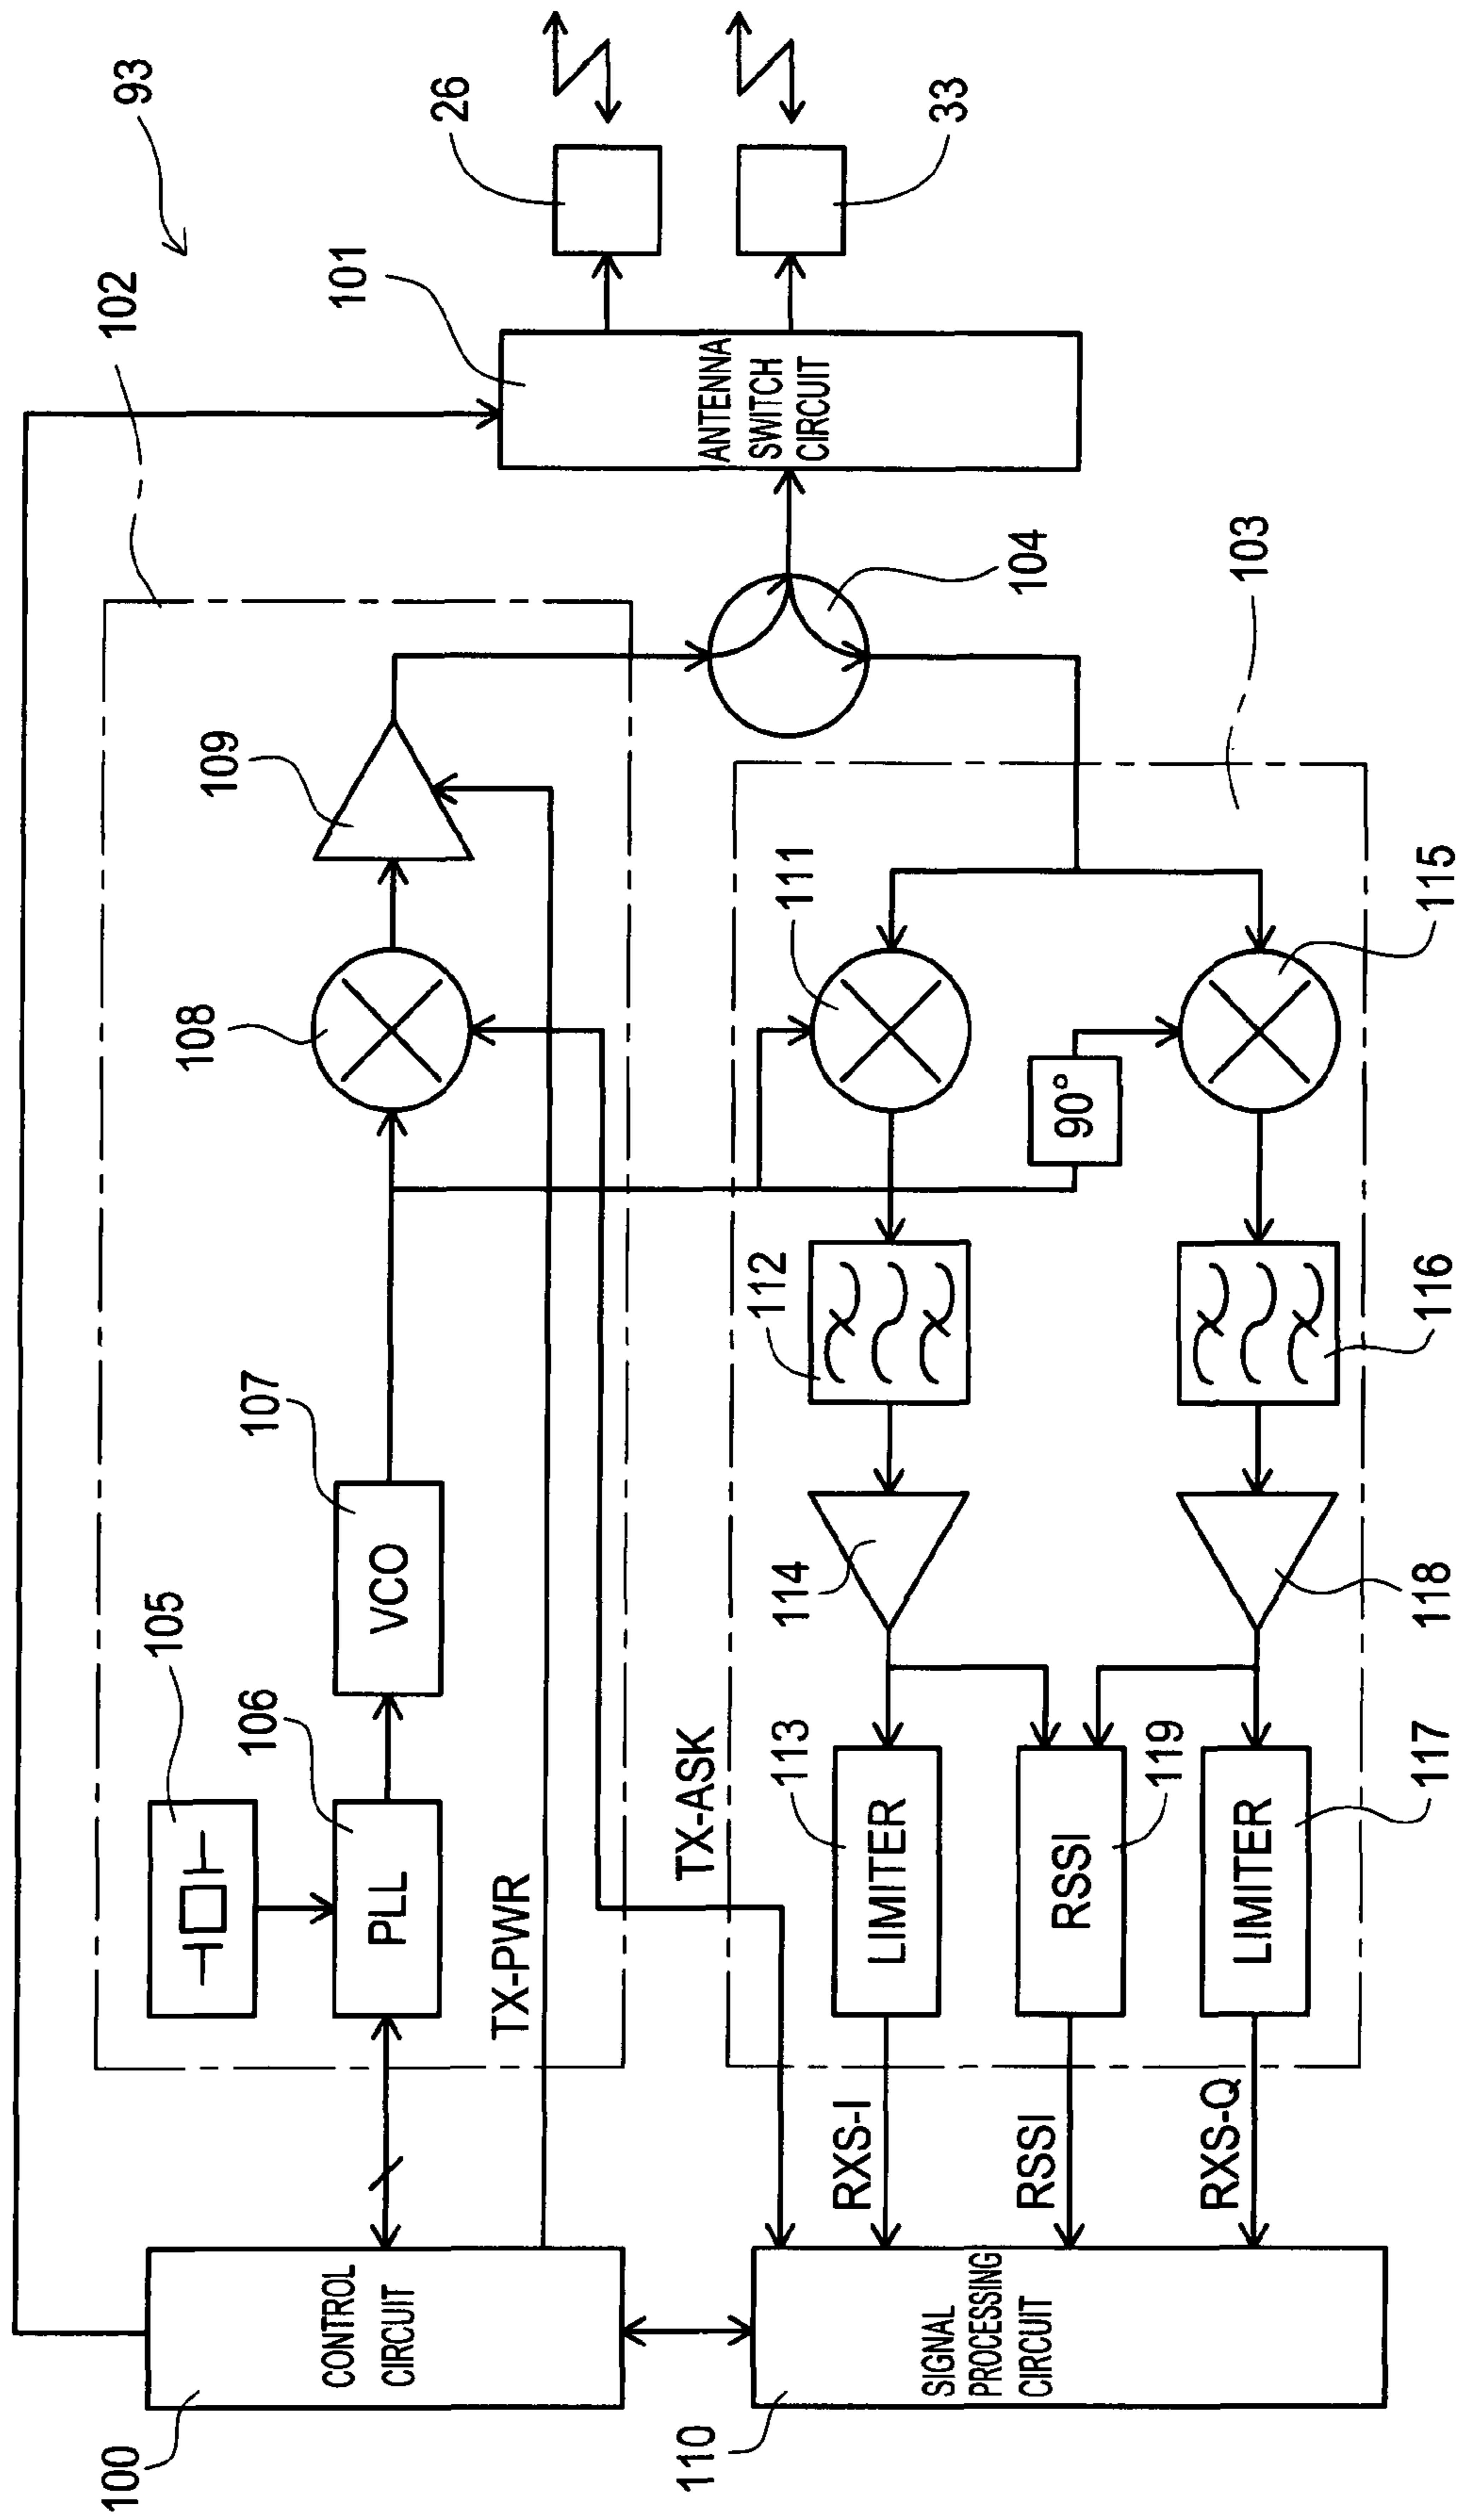 93
102
101
26
33
104
103
109
108
111
115
90°
107
105
106
VCO
PLL
112
116
114
118
TX-PWR
TX-ASK
113
119
117
LIMITER
RSSI
LIMITER
RXS-I
RSSI
RXS-Q
ANTENNA
SWITCH
CIRCUIT
CONTROL
CIRCUIT
100
SIGNAL
PROCESSING
CIRCUIT
110